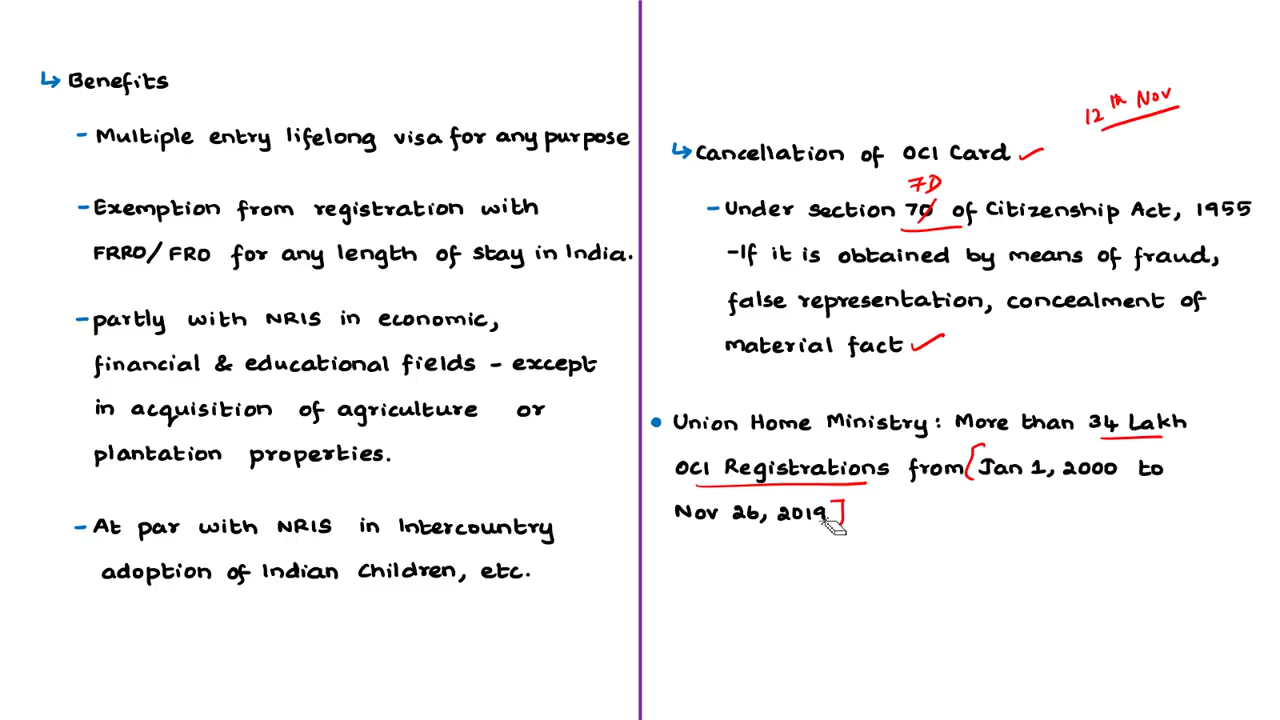 ↳ Benefits
- Multiple entry lifelong visa for any purpose
- Exemption from registration with
FRRO/FRO for any length of stay in India.
- partly with NRIS in economic,
financial & educational fields - except
in acquisition of agriculture or
plantation properties.
- At par with NRIS in Intercountry
adoption of Indian Children, etc.
12th Nov
↳ Cancellation of OCI Card ✓
7D
- Under section 70 of Citizenship Act, 1955
- If it is obtained by means of fraud,
false representation, concealment of
material fact ✓
• Union Home Ministry: More than 34 Lakh
OCI Registrations from [Jan 1, 2000 to
Nov 26, 2019]